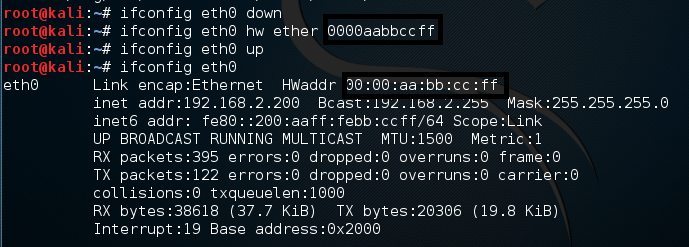 root@kali:~# ifconfig eth0 down
root@kali:~# ifconfig eth0 hw ether 0000aabbccff
root@kali:~# ifconfig eth0 up
root@kali:~# ifconfig eth0
eth0 Link encap:Ethernet HWaddr 00:00:aa:bb:cc:ff
inet addr:192.168.2.200 Bcast:192.168.2.255 Mask:255.255.255.0
inet6 addr: fe80::200:aaff:febb:ccff/64 Scope:Link
UP BROADCAST RUNNING MULTICAST MTU:1500 Metric:1
RX packets:395 errors:0 dropped:0 overruns:0 frame:0
TX packets:122 errors:0 dropped:0 overruns:0 carrier:0
collisions:0 txqueuelen:1000
RX bytes:38618 (37.7 KiB) TX bytes:20306 (19.8 KiB)
Interrupt:19 Base address:0x2000